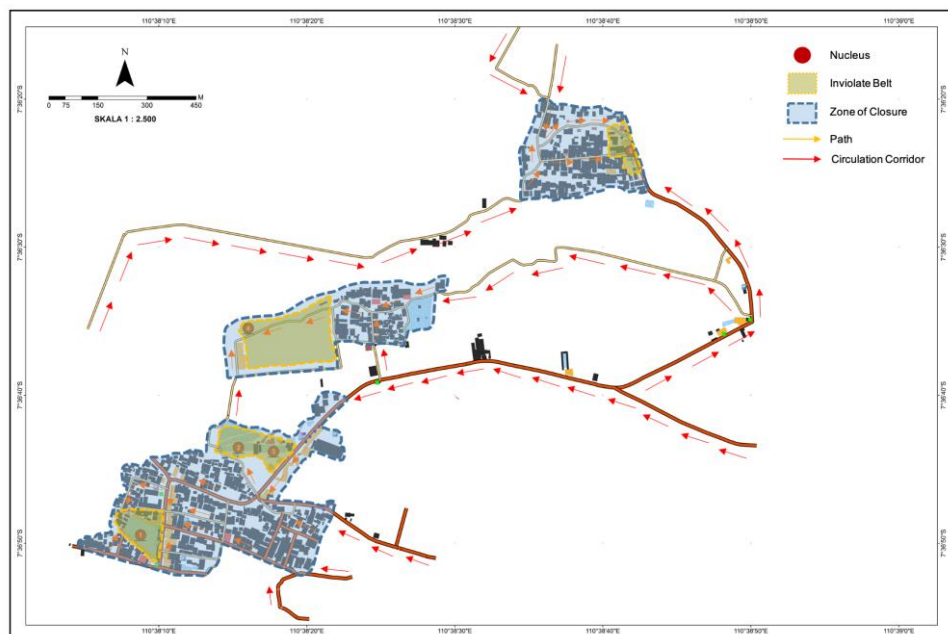 110°38'10"E 110°38'20"E 110°38'30"E 110°38'40"E 110°38'50"E 110°39'0"E
N
0 75 150 300 450 M
SKALA 1 : 2.500
Nucleus
Inviolate Belt
Zone of Closure
Path
Circulation Corridor
7°36'20"S 7°36'20"S
7°36'30"S 7°36'30"S
7°36'40"S 7°36'40"S
7°36'50"S 7°36'50"S
110°38'10"E 110°38'20"E 110°38'30"E 110°38'40"E 110°38'50"E 110°39'0"E